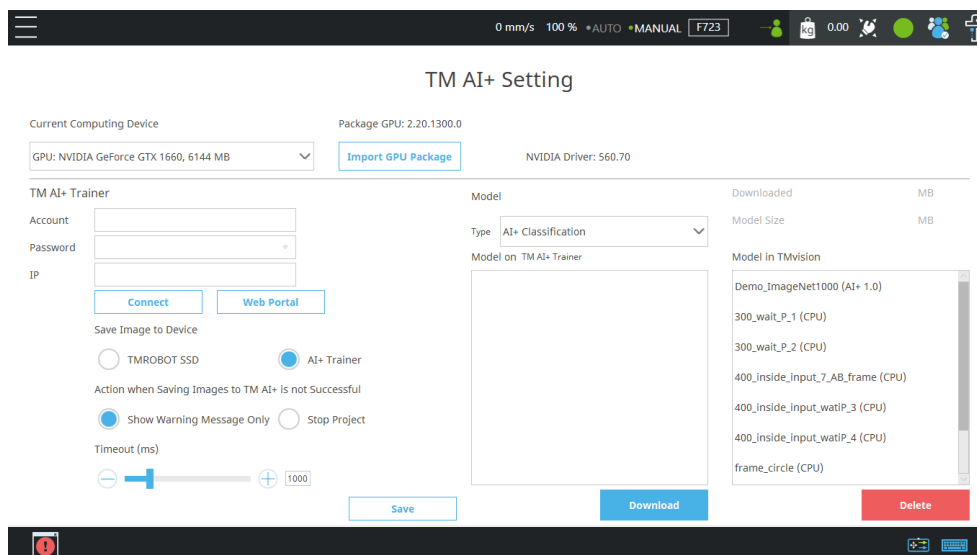 0 mm/s 100 % AUTO MANUAL F723 kg 0.00
TM AI+ Setting
Current Computing Device
Package GPU: 2.20.1300.0
GPU: NVIDIA GeForce GTX 1660, 6144 MB
Import GPU Package
NVIDIA Driver: 560.70
TM AI+ Trainer
Account
Password
IP
Connect
Web Portal
Save Image to Device
TMROBOT SSD
AI+ Trainer
Action when Saving Images to TM AI+ is not Successful
Show Warning Message Only
Stop Project
Timeout (ms)
1000
Save
Model
Type
AI+ Classification
Model on TM AI+ Trainer
Download
Downloaded MB
Model Size MB
Model in TMvision
Demo_ImageNet1000 (AI+ 1.0)
300_wait_P_1 (CPU)
300_wait_P_2 (CPU)
400_inside_input_7_AB_frame (CPU)
400_inside_input_watiP_3 (CPU)
400_inside_input_watiP_4 (CPU)
frame_circle (CPU)
Delete